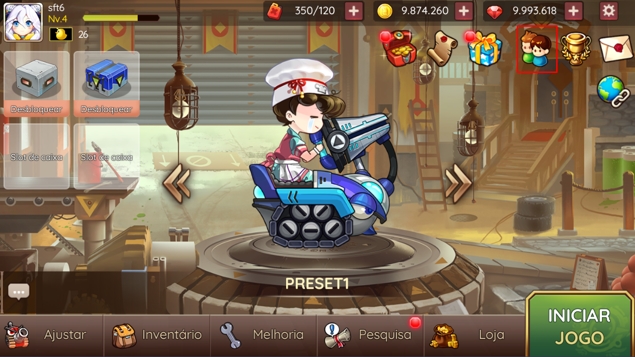 sft6
Nv.4
26
350/120
9.874.260
9.993.618
Desbloquear
Desbloquear
Slot de caixa
Slot de caixa
PRESET1
Ajustar
Inventário
Melhoria
Pesquisa
Loja
INICIAR
JOGO